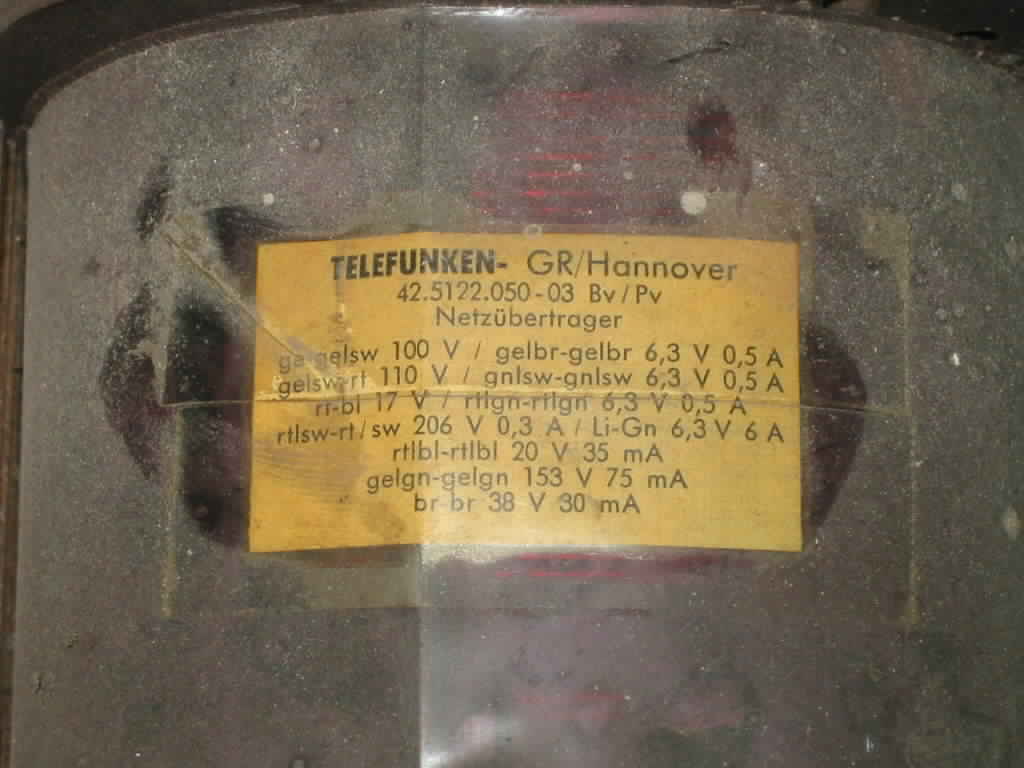 TELEFUNKEN- GR/Hannover
42.5122.050-03 Bv/Pv
Netzübertrager
ge-gelsw 100 V / gelbr-gelbr 6,3 V 0,5 A
gelsw-rt 110 V / gnlsw-gnlsw 6,3 V 0,5 A
rt-bl 17 V / rtlgn-rtlgn 6,3 V 0,5 A
rtlsw-rt/sw 206 V 0,3 A / Li-Gn 6,3 V 6 A
rtlbl-rtlbl 20 V 35 mA
gelgn-gelgn 153 V 75 mA
br-br 38 V 30 mA